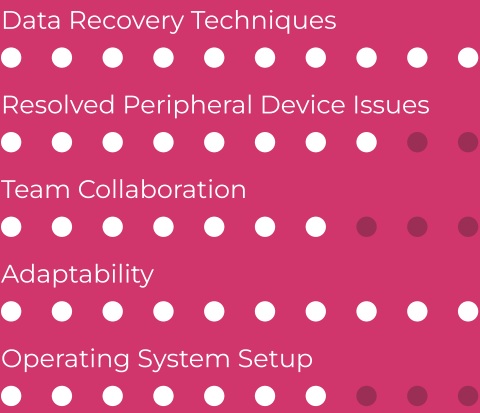 Data Recovery Techniques
Resolved Peripheral Device Issues
Team Collaboration
Adaptability
Operating System Setup